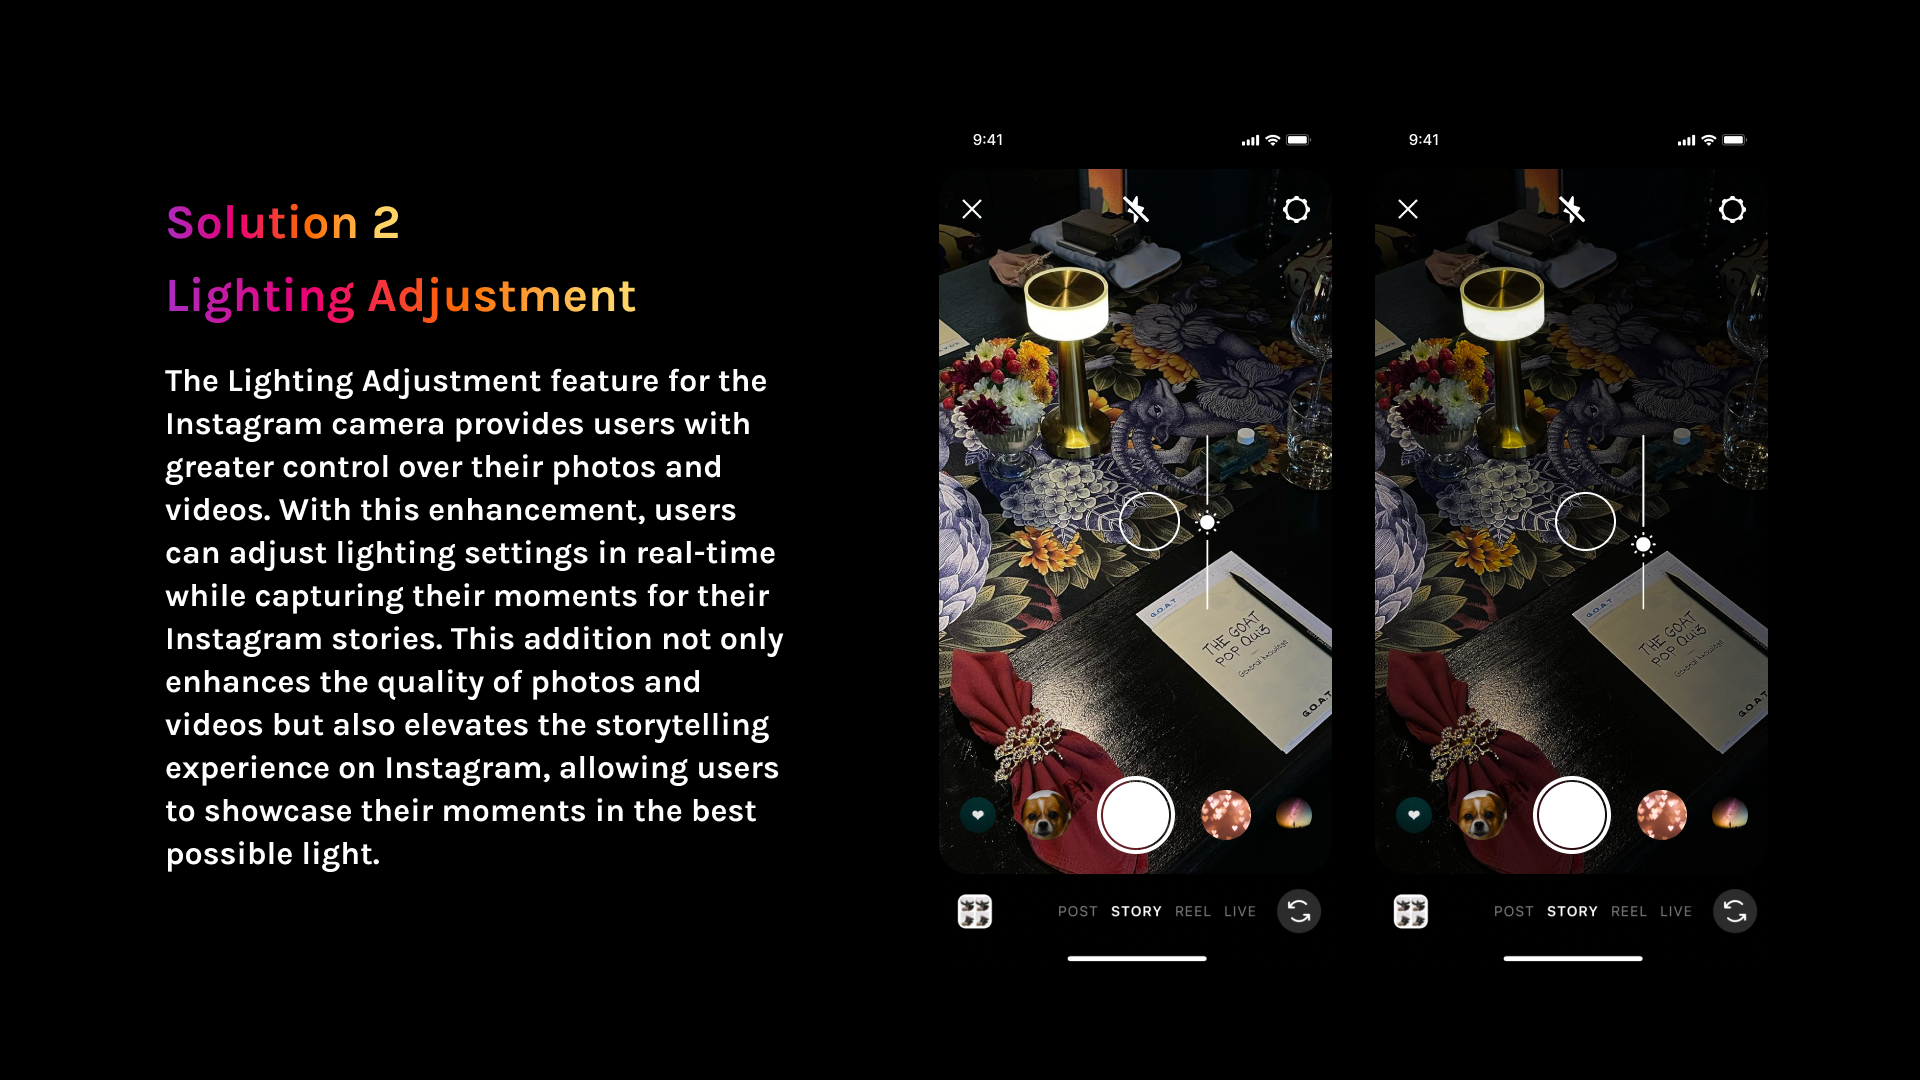 Solution 2
Lighting Adjustment
The Lighting Adjustment feature for the
Instagram camera provides users with
greater control over their photos and
videos. With this enhancement, users
can adjust lighting settings in real-time
while capturing their moments for their
Instagram stories. This addition not only
enhances the quality of photos and
videos but also elevates the storytelling
experience on Instagram, allowing users
to showcase their moments in the best
possible light.
9:41
G.O.A.T
THE GOAT
POP QUIZ
General knowledge
G.O.A.T
POST STORY REEL LIVE
9:41
G.O.A.T
THE GOAT
POP QUIZ
General knowledge
G.O.A.T
POST STORY REEL LIVE